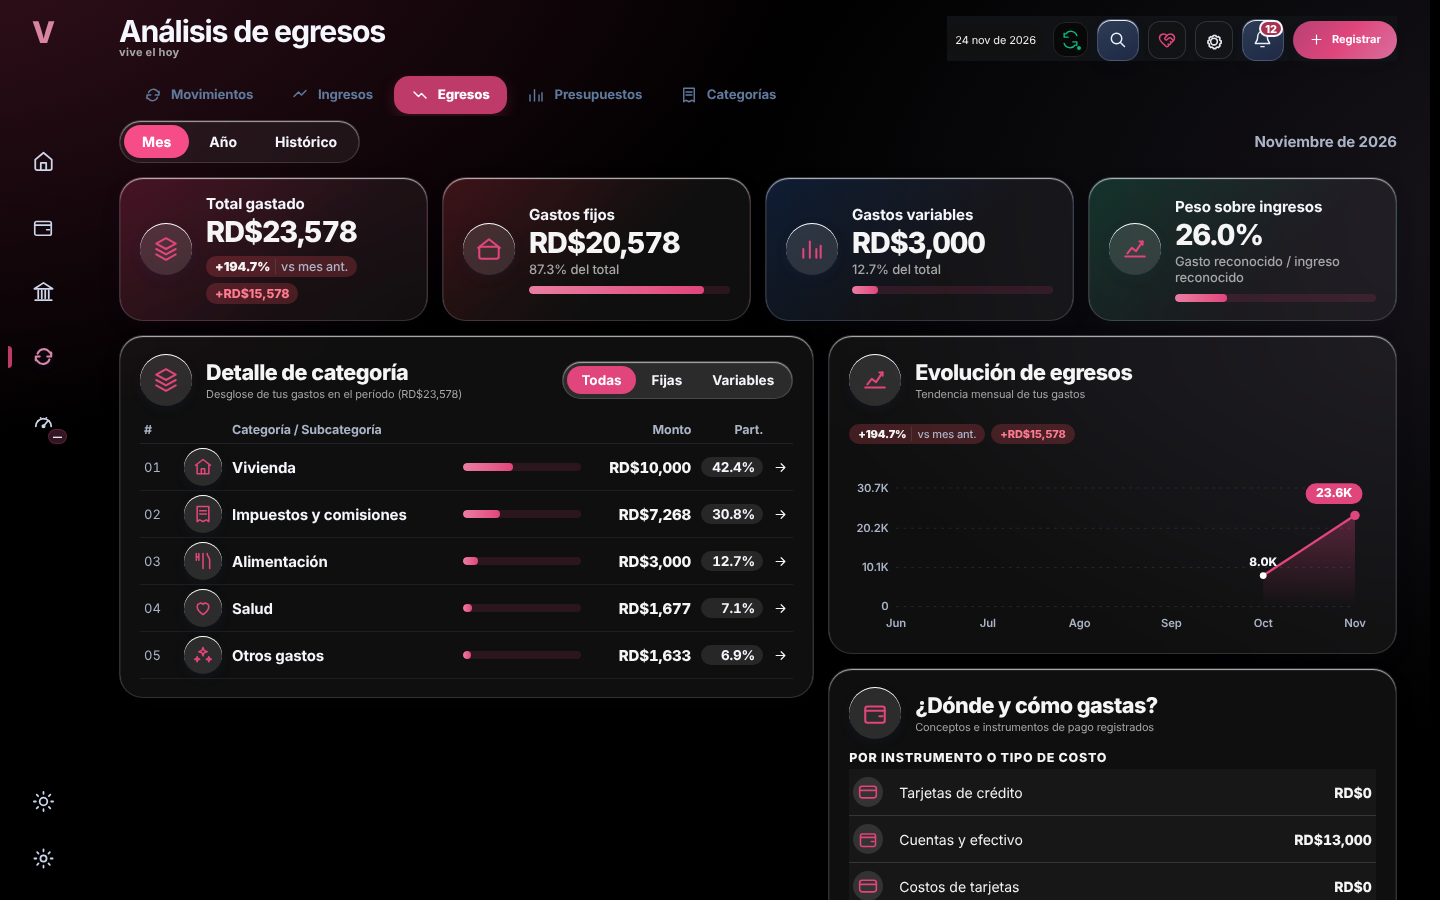 V
Análisis de egresos
vive el hoy
24 nov de 2026
12
Registrar
Movimientos
Ingresos
Egresos
Presupuestos
Categorías
Mes
Año
Histórico
Noviembre de 2026
Total gastado
RD$23,578
+194.7% vs mes ant.
+RD$15,578
Gastos fijos
RD$20,578
87.3% del total
Gastos variables
RD$3,000
12.7% del total
Peso sobre ingresos
26.0%
Gasto reconocido / ingreso
reconocido
Detalle de categoría
Desglose de tus gastos en el período (RD$23,578)
Todas
Fijas
Variables
# Categoría / Subcategoría Monto Part.
01 Vivienda RD$10,000 42.4%
02 Impuestos y comisiones RD$7,268 30.8%
03 Alimentación RD$3,000 12.7%
04 Salud RD$1,677 7.1%
05 Otros gastos RD$1,633 6.9%
Evolución de egresos
Tendencia mensual de tus gastos
+194.7% vs mes ant. +RD$15,578
30.7K
23.6K
20.2K
8.0K
10.1K
0
Jun Jul Ago Sep Oct Nov
¿Dónde y cómo gastas?
Conceptos e instrumentos de pago registrados
POR INSTRUMENTO O TIPO DE COSTO
Tarjetas de crédito RD$0
Cuentas y efectivo RD$13,000
Costos de tarjetas RD$0